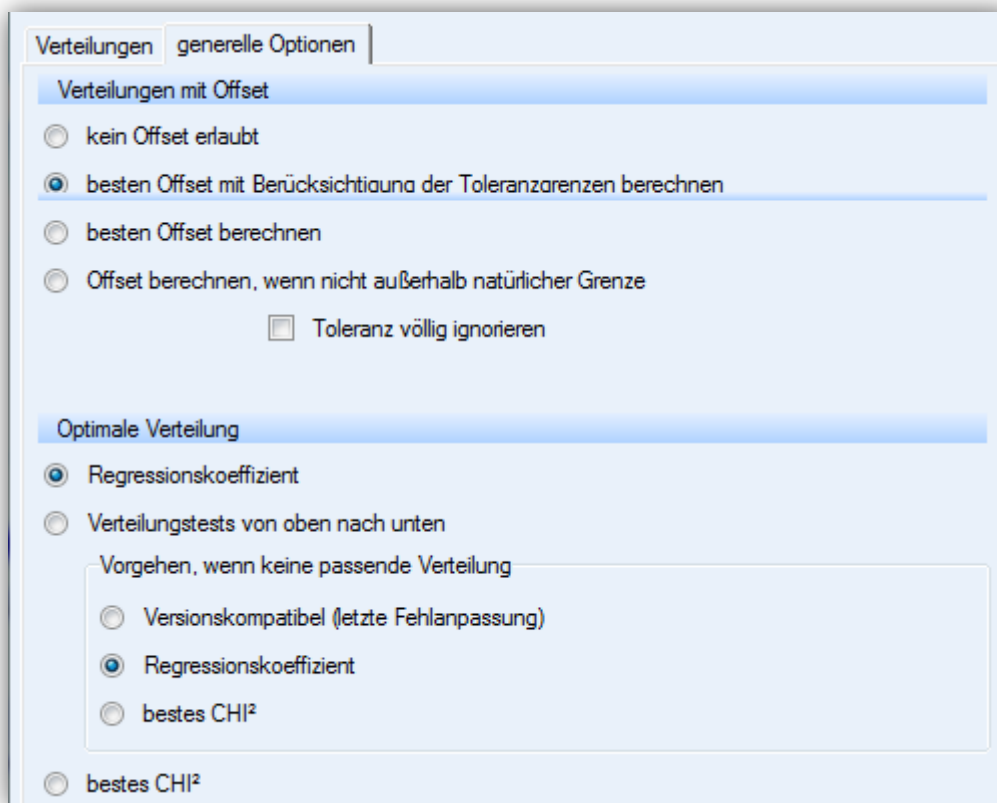 Verteilungen generelle Optionen
Verteilungen mit Offset
kein Offset erlaubt
besten Offset mit Berücksichtigung der Toleranzgrenzen berechnen
besten Offset berechnen
Offset berechnen, wenn nicht außerhalb natürlicher Grenze
Toleranz völlig ignorieren
Optimale Verteilung
Regressionskoeffizient
Verteilungstests von oben nach unten
Vorgehen, wenn keine passende Verteilung
Versionskompatibel (letzte Fehlanpassung)
Regressionskoeffizient
bestes CHI²
bestes CHI²